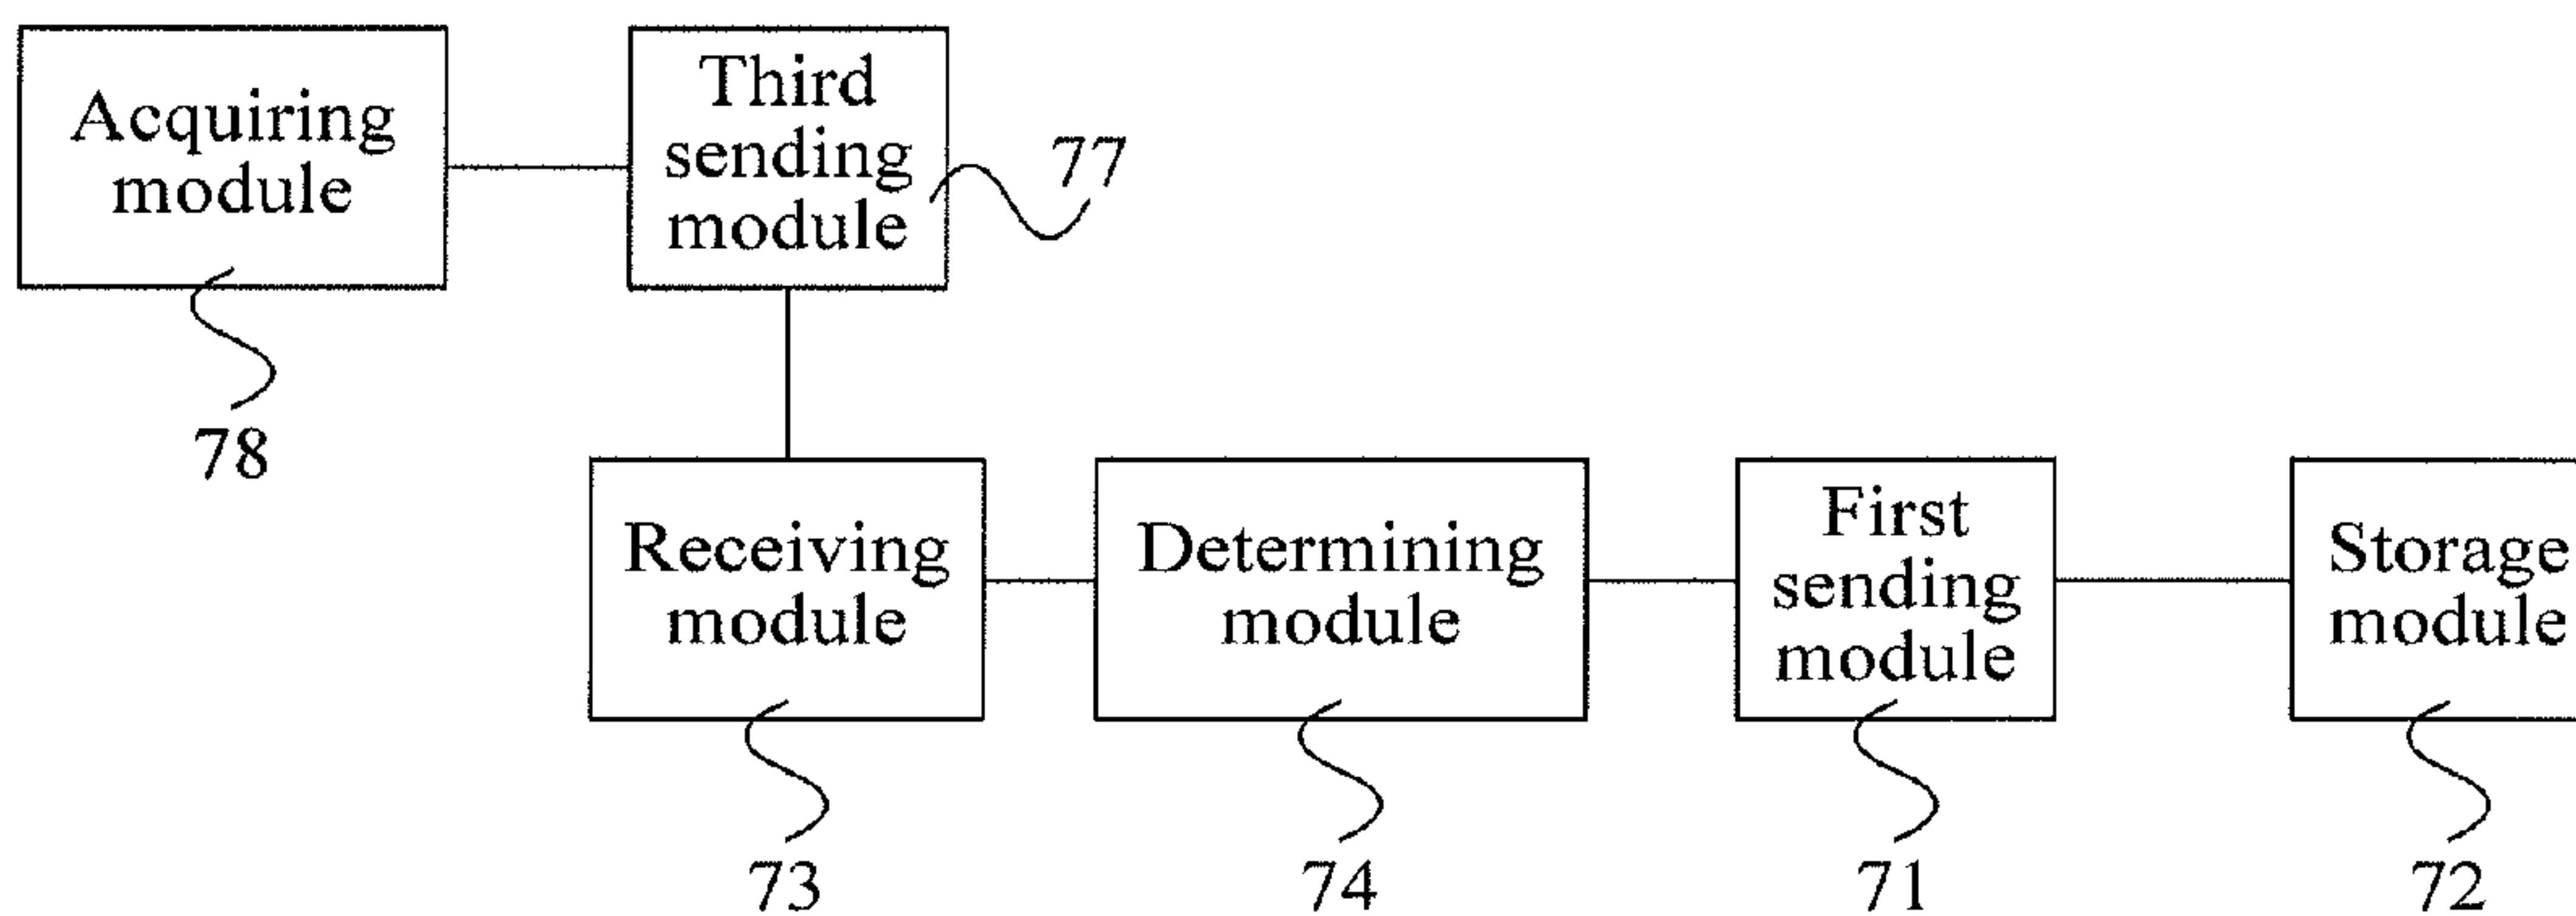 Acquiring
module
78
Third
sending
module
77
Receiving
module
73
Determining
module
74
First
sending
module
71
Storage
module
72